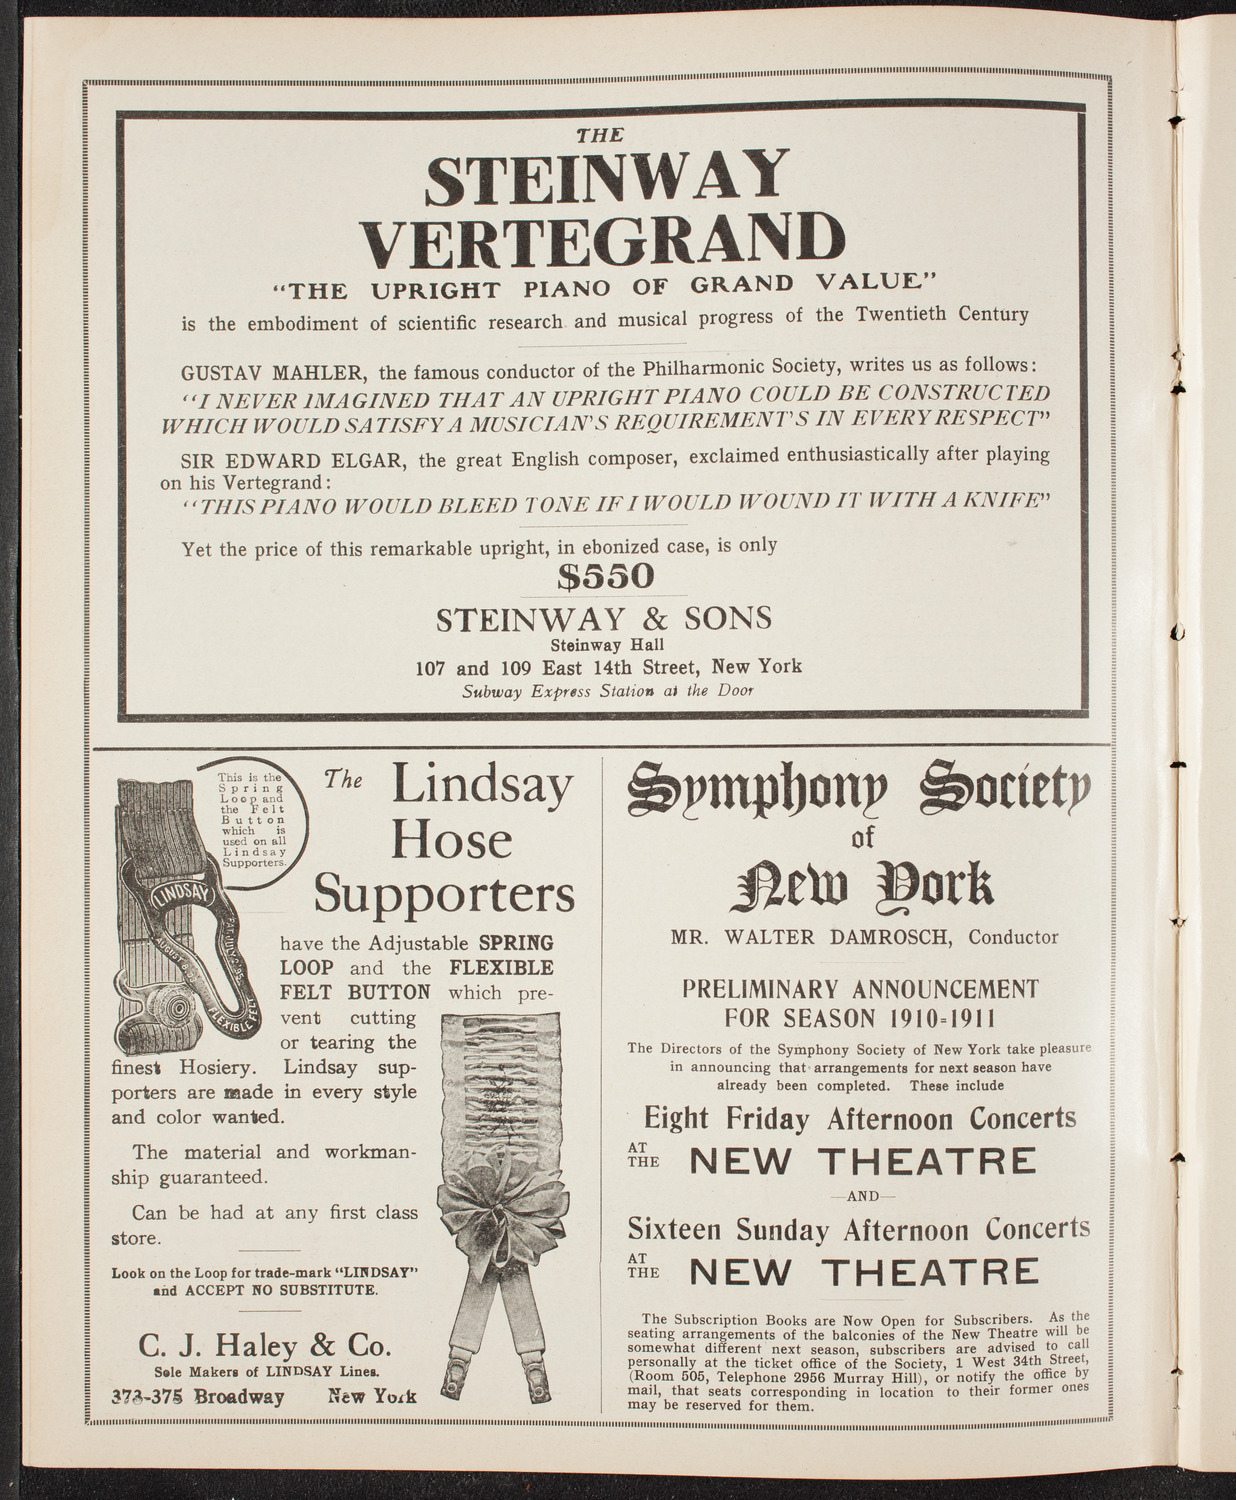 THE
STEINWAY
VERTEGRAND
“THE UPRIGHT PIANO OF GRAND VALUE”
is the embodiment of scientific research and musical progress of the Twentieth Century
GUSTAV MAHLER, the famous conductor of the Philharmonic Society, writes us as follows:
“I NEVER IMAGINED THAT AN UPRIGHT PIANO COULD BE CONSTRUCTED
WHICH WOULD SATISFY A MUSICIAN'S REQUIREMENT'S IN EVERY RESPECT”
SIR EDWARD ELGAR, the great English composer, exclaimed enthusiastically after playing
on his Vertegrand:
“THIS PIANO WOULD BLEED TONE IF I WOULD WOUND IT WITH A KNIFE”
Yet the price of this remarkable upright, in ebonized case, is only
$550
STEINWAY & SONS
Steinway Hall
107 and 109 East 14th Street, New York
Subway Express Station at the Door
This is the
Spring
Loop and
the Felt
Button
which is
used on all
Lindsay
Supporters.
LINDSAY
FLEXIBLE FELT
The Lindsay
Hose
Supporters
have the Adjustable SPRING
LOOP and the FLEXIBLE
FELT BUTTON which pre-
vent cutting
or tearing the
finest Hosiery. Lindsay sup-
porters are made in every style
and color wanted.
The material and workman-
ship guaranteed.
Can be had at any first class
store.
Look on the Loop for trade-mark “LINDSAY”
and ACCEPT NO SUBSTITUTE.
C. J. Haley & Co.
Sole Makers of LINDSAY Lines.
373-375 Broadway New York
Symphony Society
of
New York
MR. WALTER DAMROSCH, Conductor
PRELIMINARY ANNOUNCEMENT
FOR SEASON 1910-1911
The Directors of the Symphony Society of New York take pleasure
in announcing that arrangements for next season have
already been completed. These include
Eight Friday Afternoon Concerts
AT THE NEW THEATRE
—AND—
Sixteen Sunday Afternoon Concerts
AT THE NEW THEATRE
The Subscription Books are Now Open for Subscribers. As the
seating arrangements of the balconies of the New Theatre will be
somewhat different next season, subscribers are advised to call
personally at the ticket office of the Society, 1 West 34th Street,
(Room 505, Telephone 2956 Murray Hill), or notify the office by
mail, that seats corresponding in location to their former ones
may be reserved for them.